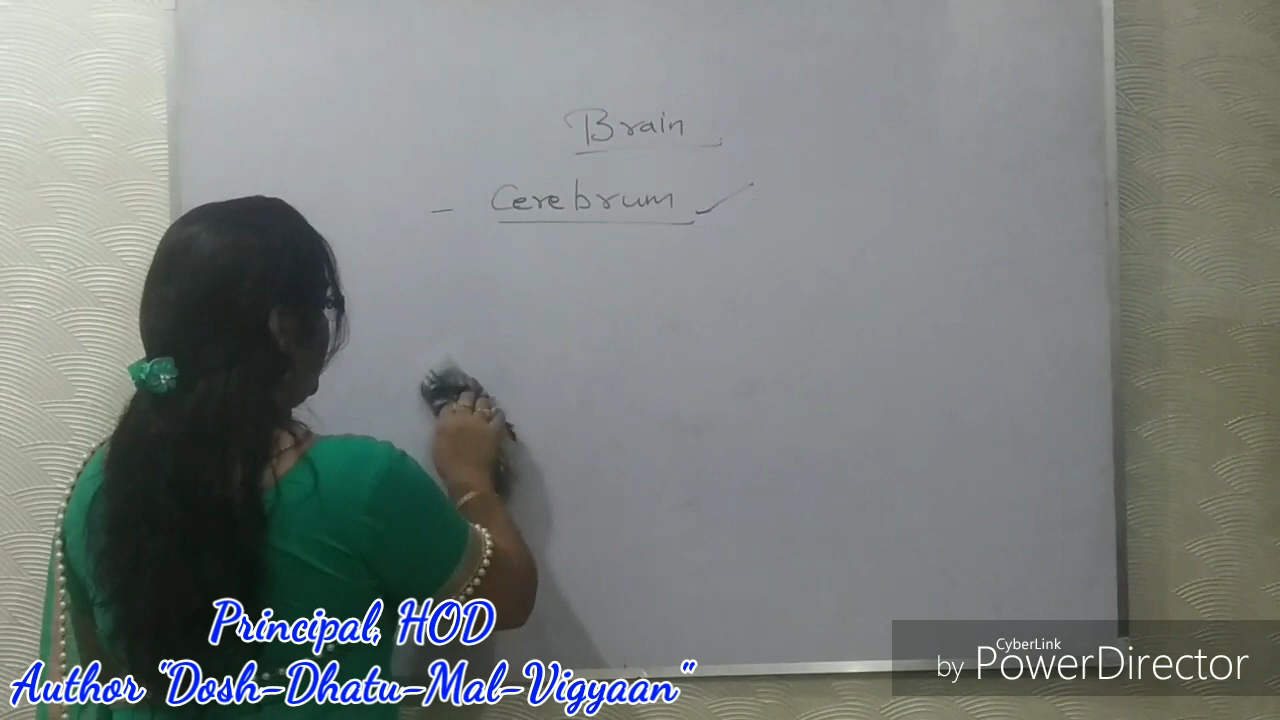 Brain
- Cerebrum ✓
Principal, HOD
Author "Dosh-Dhatu-Mal-Vigyaan"
CyberLink
by PowerDirector